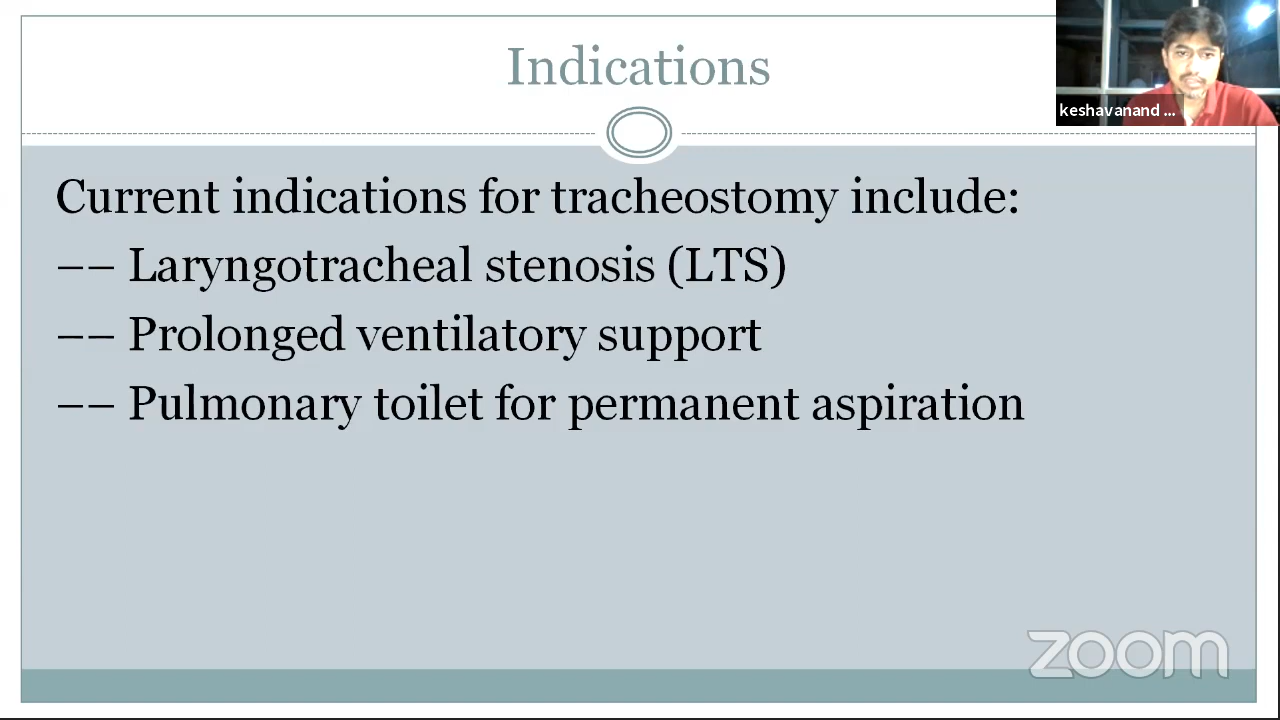 Indications
keshavanand ...
Current indications for tracheostomy include:
–– Laryngotracheal stenosis (LTS)
–– Prolonged ventilatory support
–– Pulmonary toilet for permanent aspiration
zoom